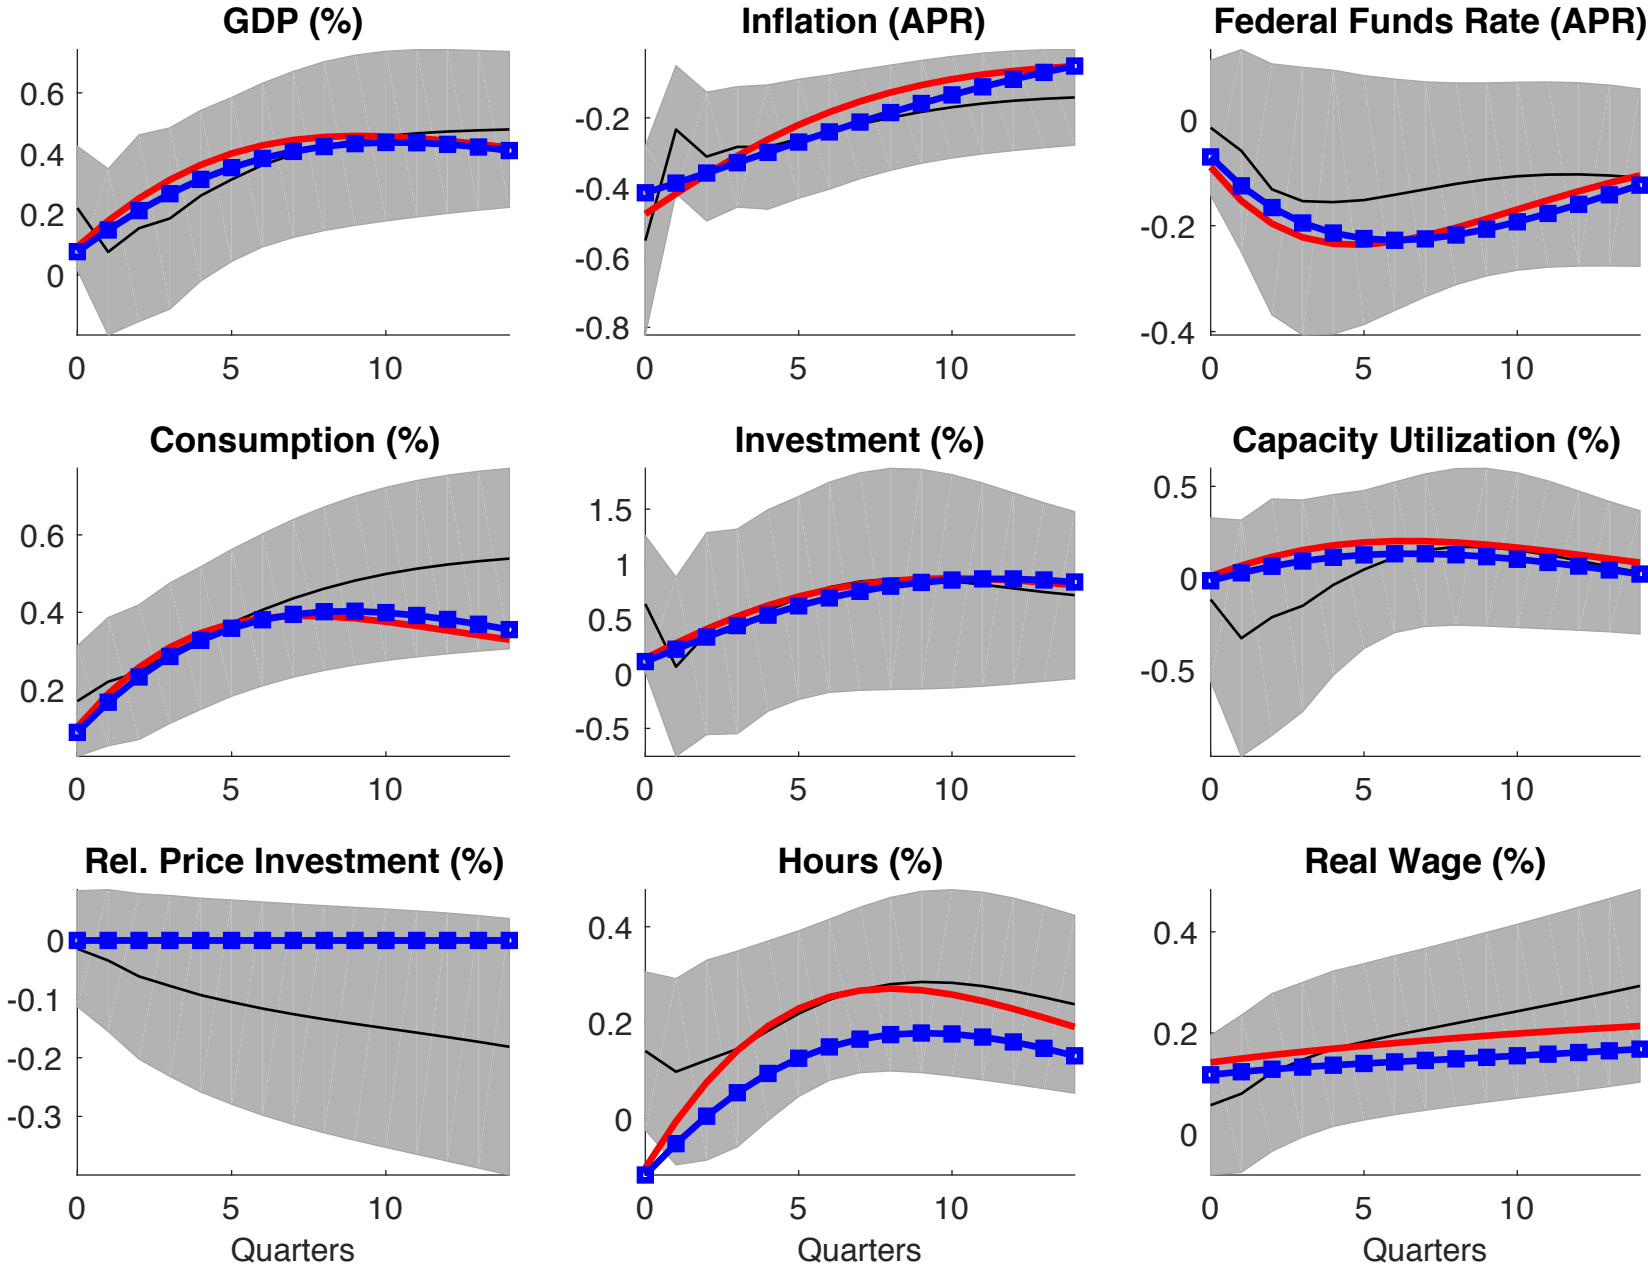 GDP (%) Inflation (APR) Federal Funds Rate (APR)
0.6 0.4 0.2 0
-0.2 -0.4 -0.6 -0.8
0 -0.2 -0.4
0 5 10 0 5 10 0 5 10
Consumption (%) Investment (%) Capacity Utilization (%)
0.6 0.4 0.2
1.5 1 0.5 0 -0.5
0.5 0 -0.5
0 5 10 0 5 10 0 5 10
Rel. Price Investment (%) Hours (%) Real Wage (%)
0 -0.1 -0.2 -0.3
0.4 0.2 0
0.4 0.2 0
0 5 10 0 5 10 0 5 10
Quarters Quarters Quarters